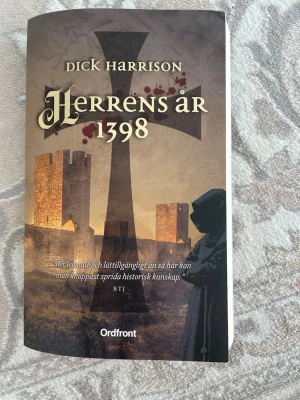 DICK HARRISON
HERRENS ÅR
1398
Mer levande och lättillgängligt än så här kan
man knappast sprida historisk kunskap.
BTJ
Ordfront